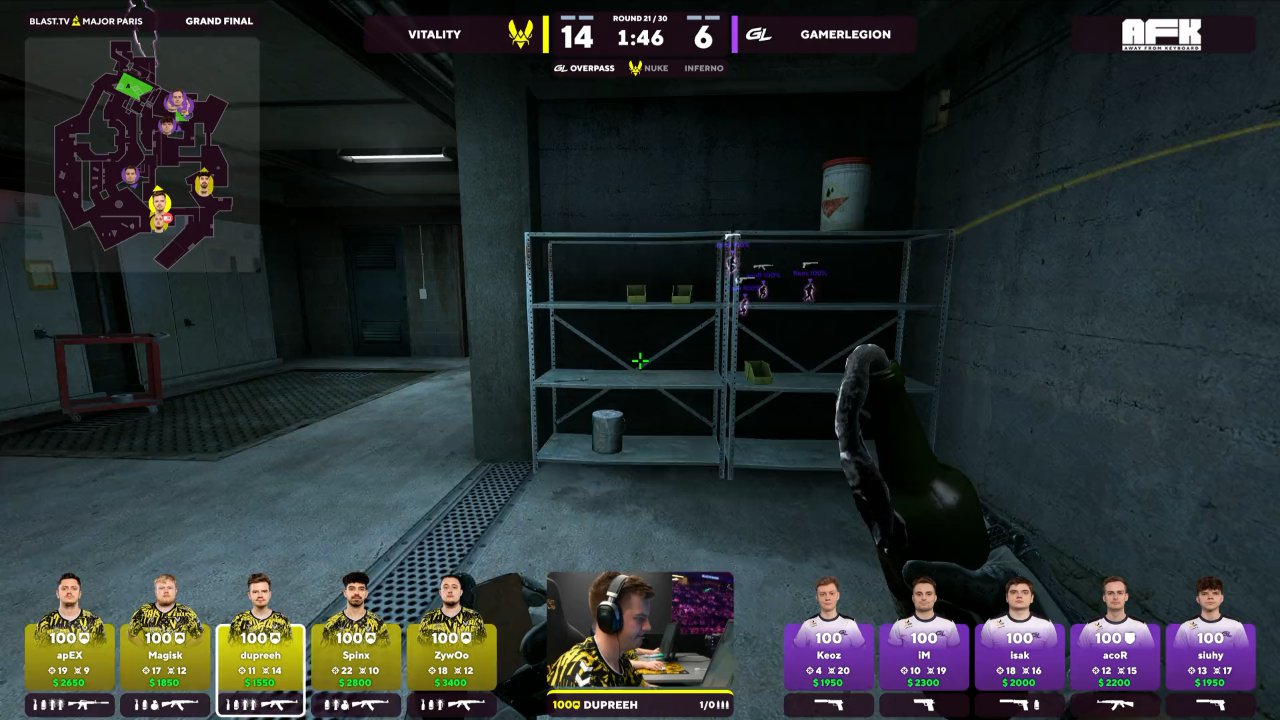 BLAST.TV MAJOR PARIS
GRAND FINAL
VITALITY
14
ROUND 21 / 30
1:46
6
GL
GAMERLEGION
GL OVERPASS
NUKE
INFERNO
AFK
AWAY FROM KEYBOARD
100
apEX
19 9
$2650
100
Magisk
17 12
$1850
100
dupreeh
11 14
$1550
100
Spinx
22 10
$2800
100
ZywOo
18 12
$3400
100 DUPREEH
1/0
100
Keoz
4 20
$1950
100
iM
10 19
$2300
100
isak
18 16
$2000
100
acoR
12 15
$2200
100
siuhy
13 17
$1950